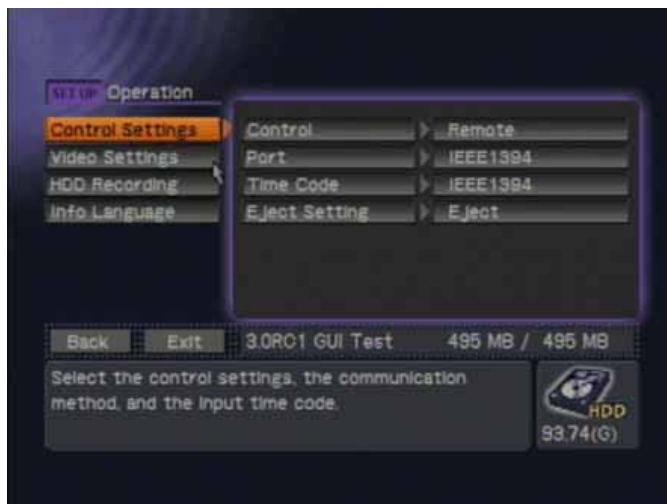 SET UP Operation
Control Settings
Video Settings
HDD Recording
Info Language
Control Remote
Port IEEE1394
Time Code IEEE1394
Eject Setting Eject
Back Exit 3.0RC1 GUI Test 495 MB / 495 MB
Select the control settings, the communication
method, and the input time code.
HDD
93.74(G)